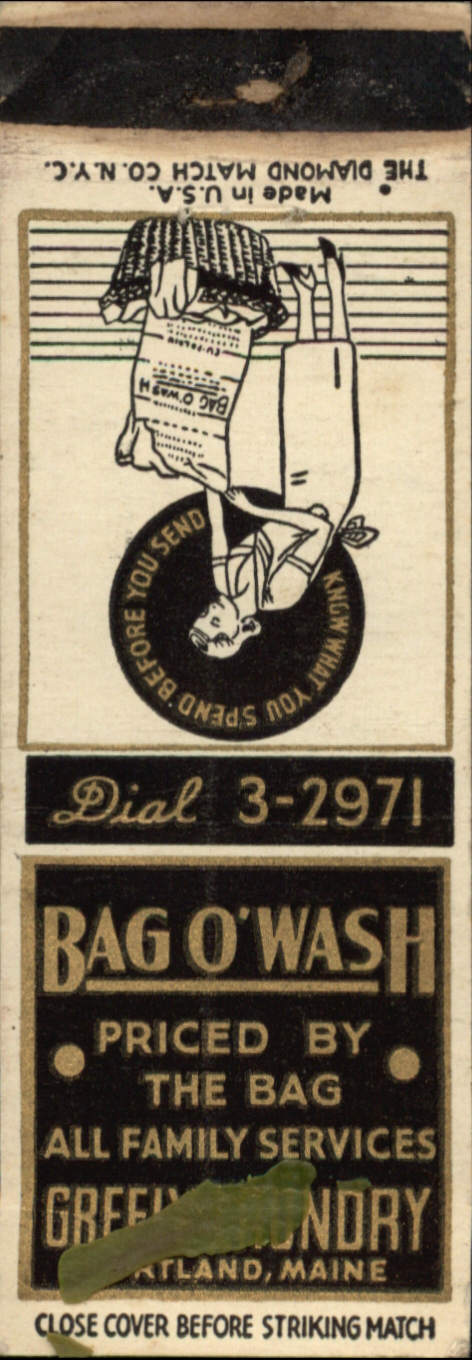 Made in U.S.A.
THE DIAMOND MATCH CO. N.Y.C.
BAG O'WASH
KNOW WHAT YOU SPEND BEFORE YOU SEND
Dial 3-2971
BAG O'WASH
PRICED BY
THE BAG
ALL FAMILY SERVICES
MAINE
CLOSE COVER BEFORE STRIKING MATCH